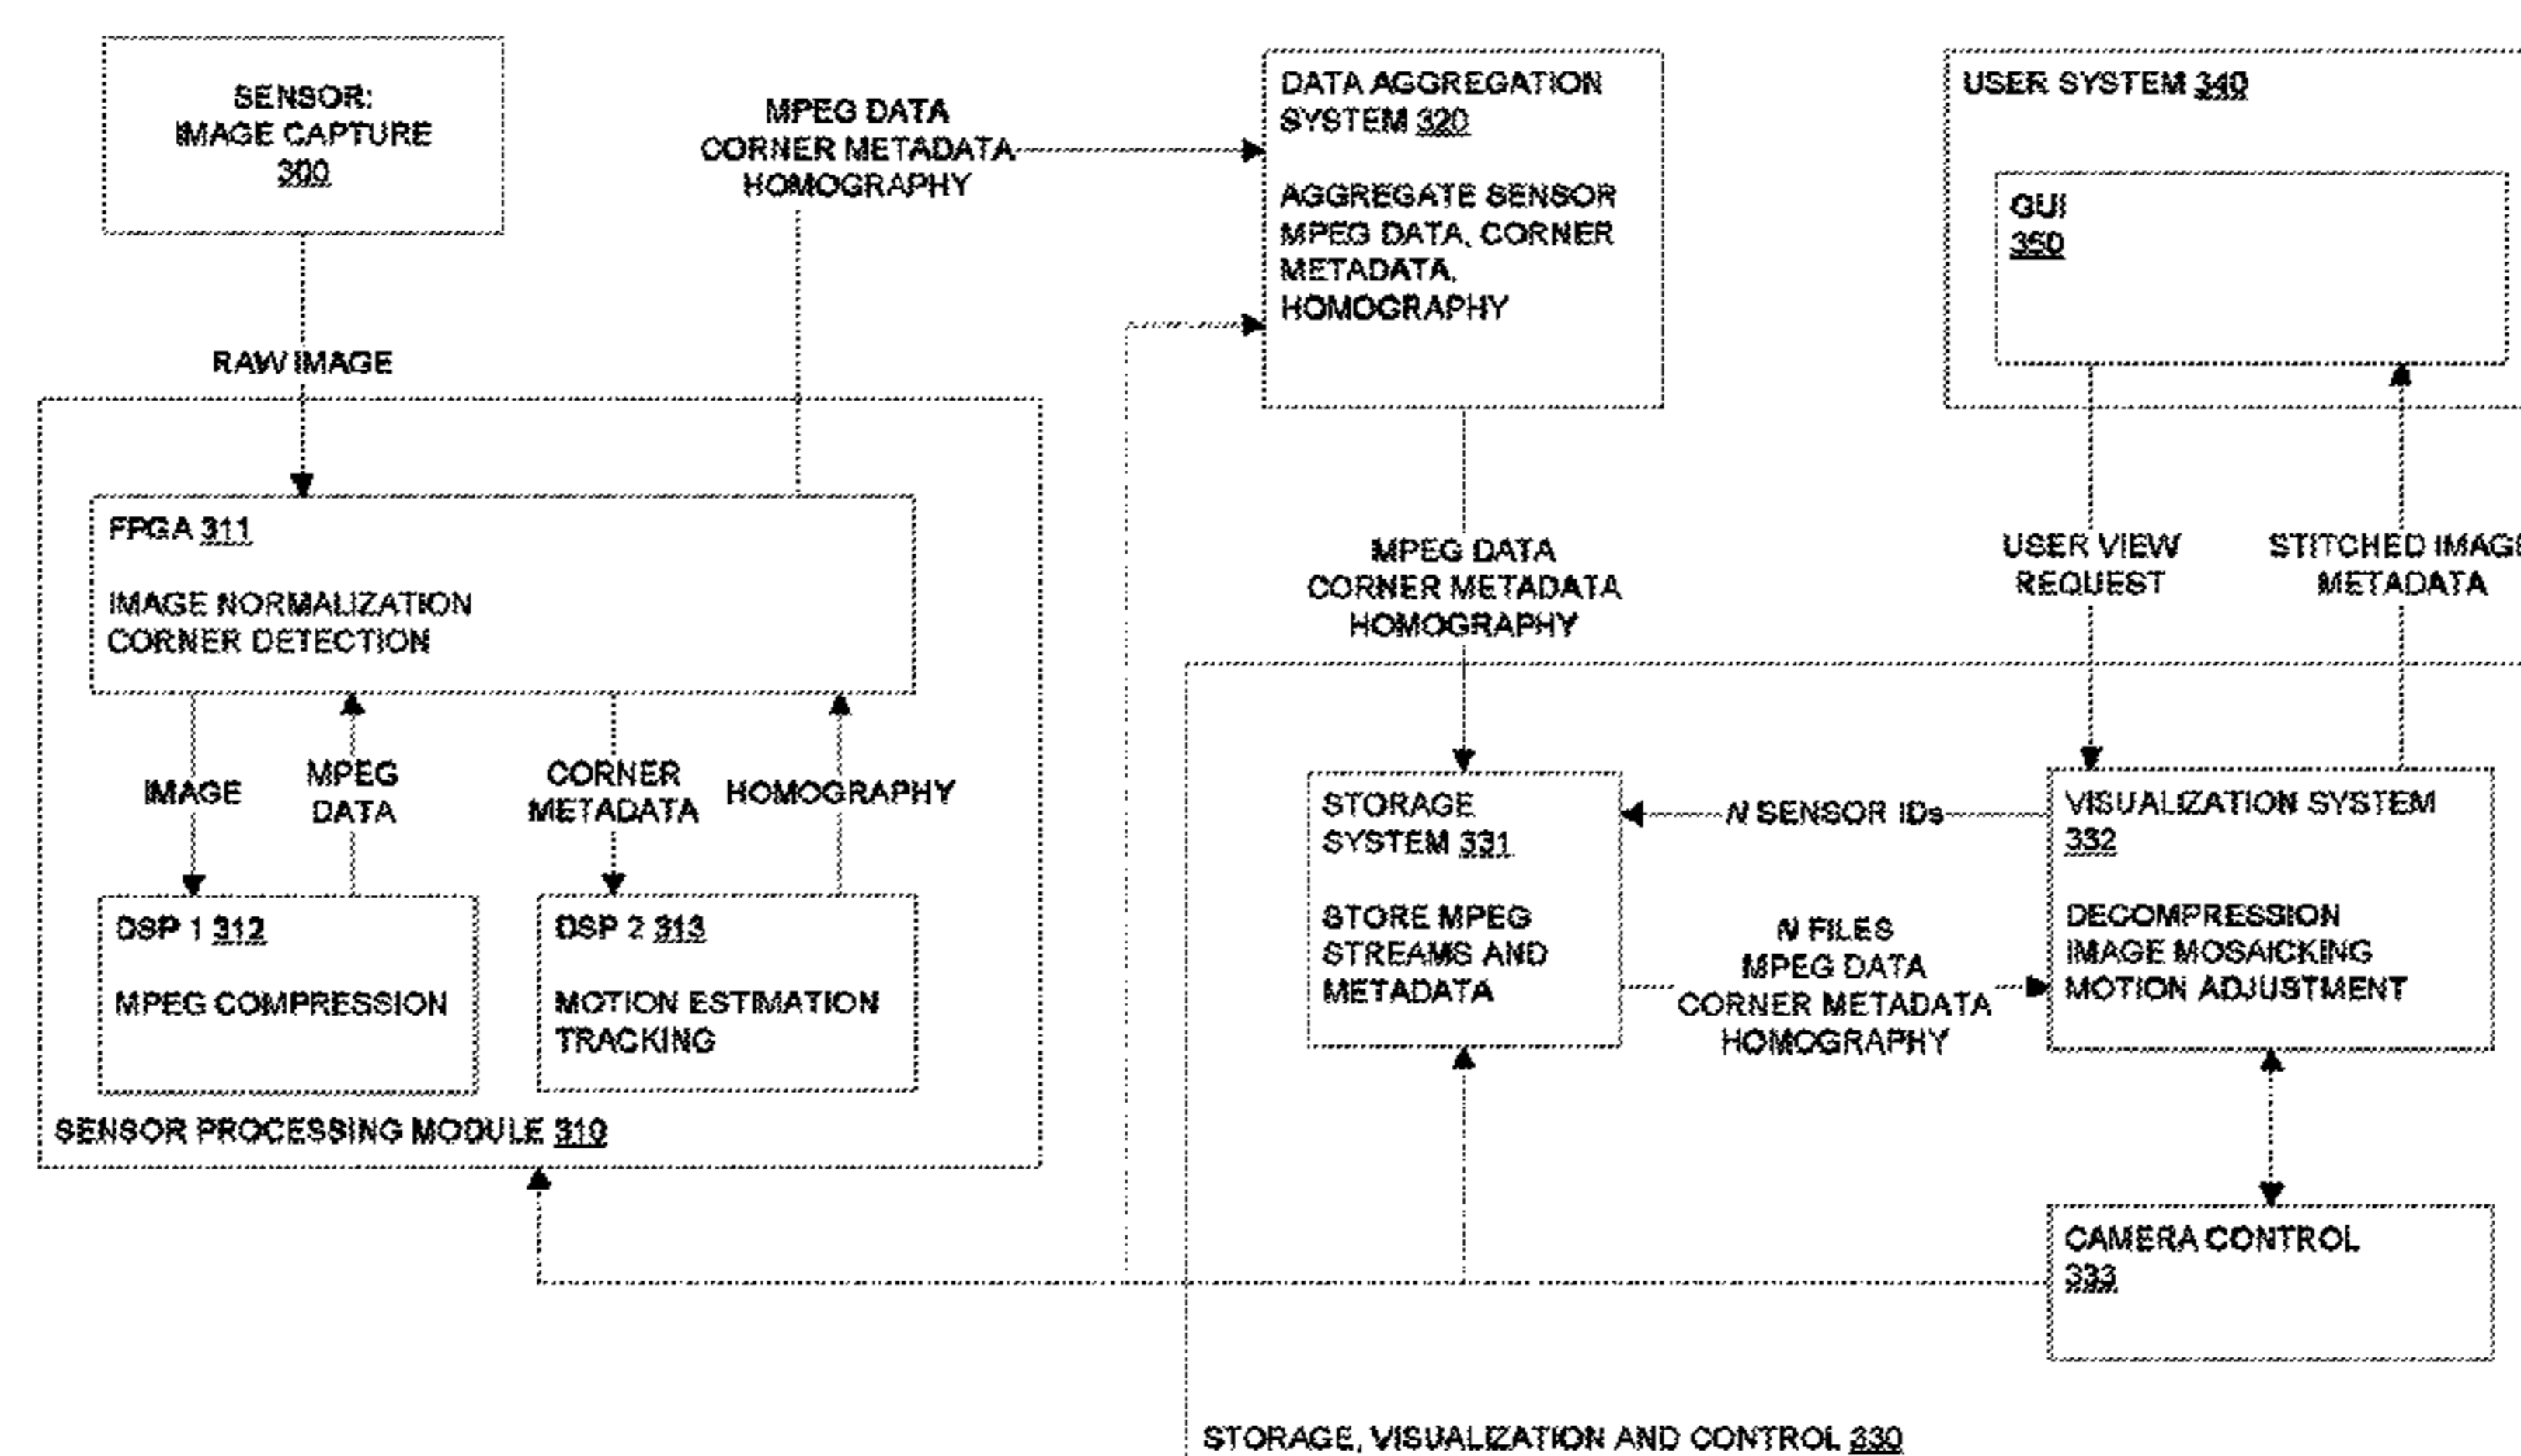 SENSOR:
IMAGE CAPTURE
300
RAW IMAGE
MPEG DATA
CORNER METADATA
HOMOGRAPHY
FPGA 311
IMAGE NORMALIZATION
CORNER DETECTION
IMAGE
MPEG
DATA
CORNER
METADATA
HOMOGRAPHY
DSP 1 312
MPEG COMPRESSION
DSP 2 313
MOTION ESTIMATION
TRACKING
SENSOR PROCESSING MODULE 310
DATA AGGREGATION
SYSTEM 320
AGGREGATE SENSOR
MPEG DATA, CORNER
METADATA,
HOMOGRAPHY
MPEG DATA
CORNER METADATA
HOMOGRAPHY
USER SYSTEM 340
GUI
350
USER VIEW
REQUEST
STITCHED IMAGE
METADATA
STORAGE
SYSTEM 331
STORE MPEG
STREAMS AND
METADATA
N SENSOR IDs
N FILES
MPEG DATA
CORNER METADATA
HOMOGRAPHY
VISUALIZATION SYSTEM
332
DECOMPRESSION
IMAGE MOSAICKING
MOTION ADJUSTMENT
CAMERA CONTROL
333
STORAGE, VISUALIZATION AND CONTROL 330